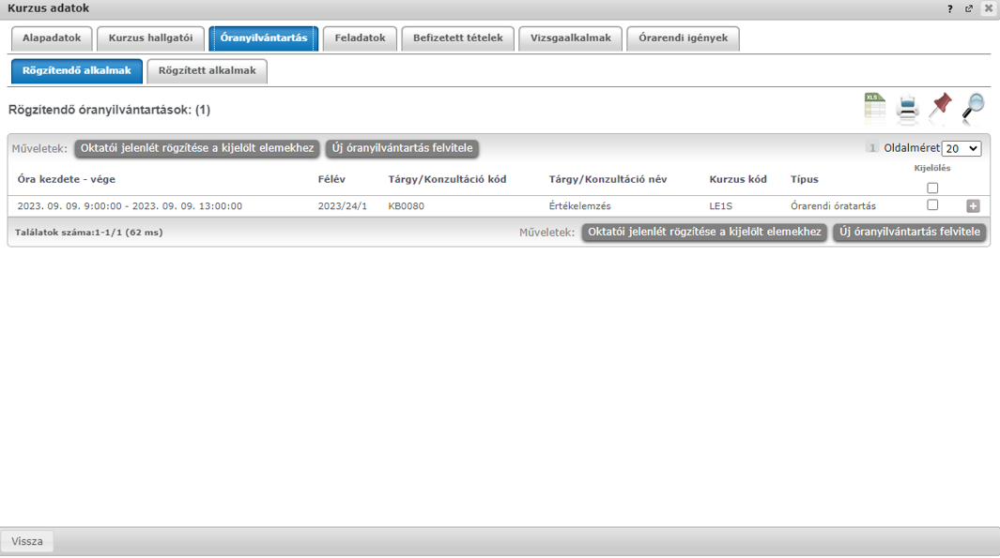 Kurzus adatok
?
Alapadatok Kurzus hallgatói Óranyilvántartás Feladatok Befizetett tételek Vizsgaalkalmak Órarendi igények
Rögzítendő alkalmak Rögzített alkalmak
XLS
Rögzítendő óranyilvántartások: (1)
Műveletek: Oktatói jelenlét rögzítése a kijelölt elemekhez Új óranyilvántartás felvitele 1 Oldalméret 20
Óra kezdete - vége Félév Tárgy/Konzultáció kód Tárgy/Konzultáció név Kurzus kód Típus Kijelölés
2023. 09. 09. 9:00:00 - 2023. 09. 09. 13:00:00 2023/24/1 KB0080 Értékelemzés LE1S Órarendi óratartás
Találatok száma:1-1/1 (62 ms) Műveletek: Oktatói jelenlét rögzítése a kijelölt elemekhez Új óranyilvántartás felvitele
Vissza